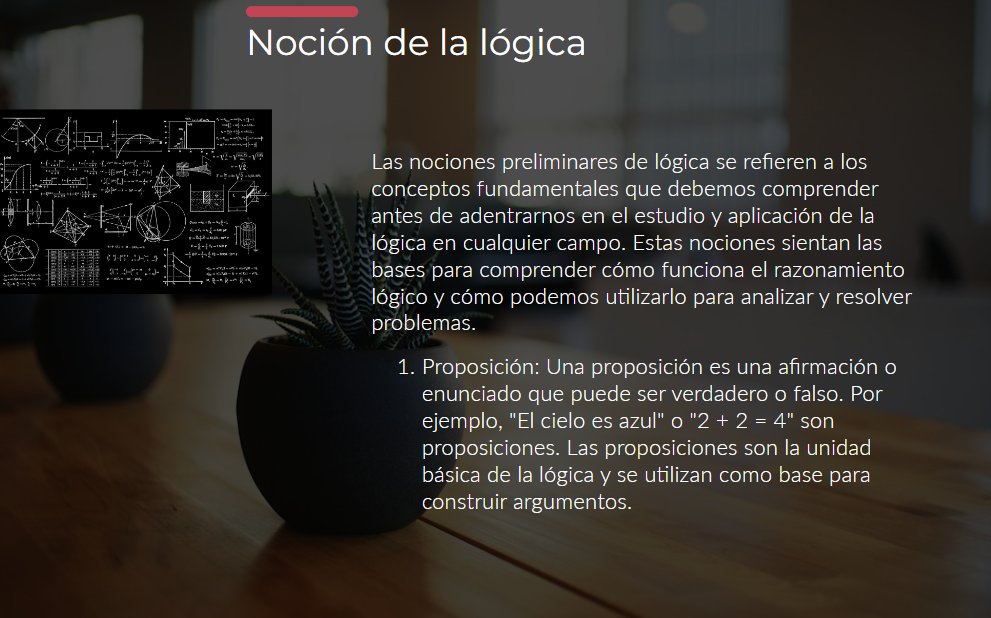 Noción de la lógica
Las nociones preliminares de lógica se refieren a los
conceptos fundamentales que debemos comprender
antes de adentrarnos en el estudio y aplicación de la
lógica en cualquier campo. Estas nociones sientan las
bases para comprender cómo funciona el razonamiento
lógico y cómo podemos utilizarlo para analizar y resolver
problemas.
1. Proposición: Una proposición es una afirmación o
enunciado que puede ser verdadero o falso. Por
ejemplo, "El cielo es azul" o "2 + 2 = 4" son
proposiciones. Las proposiciones son la unidad
básica de la lógica y se utilizan como base para
construir argumentos.